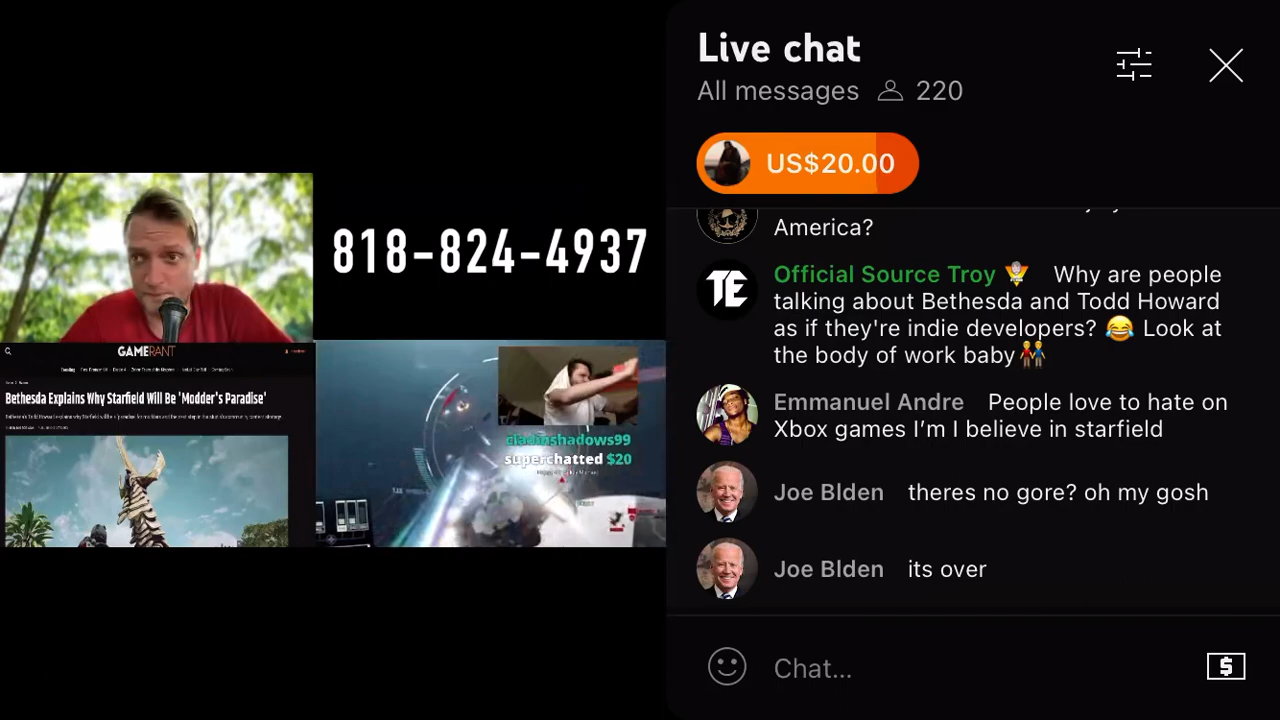 818-824-4937
GAMERANT
Bethesda Explains Why Starfield Will Be 'Modder's Paradise'
cladinshadows99
superchatted $20
Live chat
All messages 220
US$20.00
America?
Official Source Troy Why are people
talking about Bethesda and Todd Howard
as if they're indie developers? 😂 Look at
the body of work baby👬
TE
Emmanuel Andre People love to hate on
Xbox games I'm I believe in starfield
Joe Blden theres no gore? oh my gosh
Joe Blden its over
Chat...
$